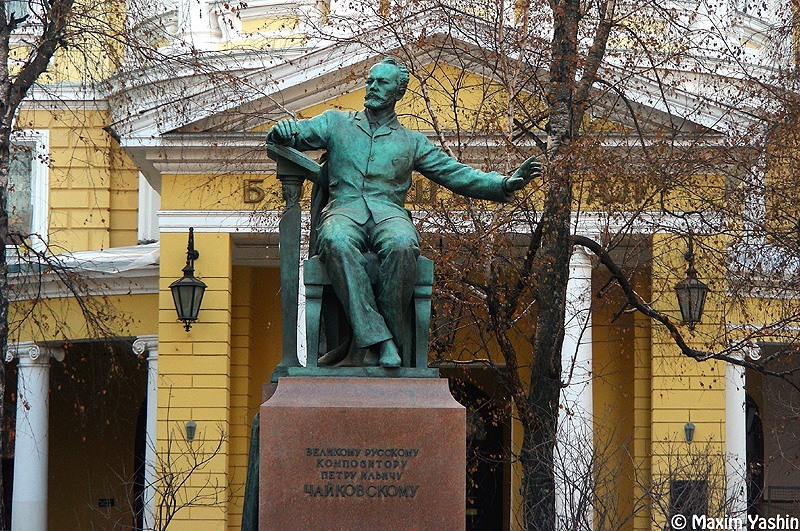 ВЕЛИКОМУ РУССКОМУ
КОМПОЗИТОРУ
ПЕТРУ ИЛЬИЧУ
ЧАЙКОВСКОМУ
© Maxim Yashin